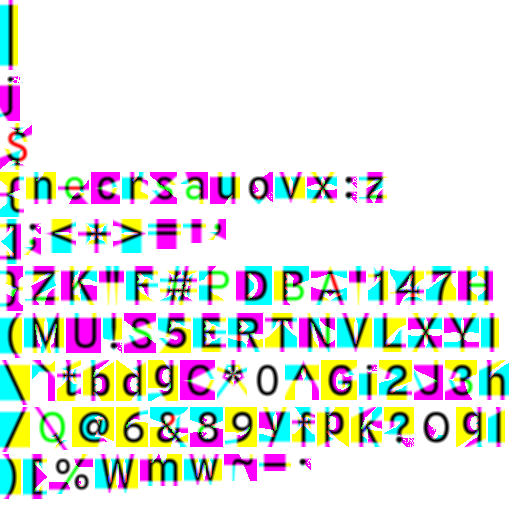 |
j
$
{necrsauovx:z
];<+>="',
}ZK"F#PDBA"147H
(MU!S5ERTNVLXYI
\`tbdgC*0^Gi2J3h
/Q@6&89yfpk?Oql
)[%Wmw~-·